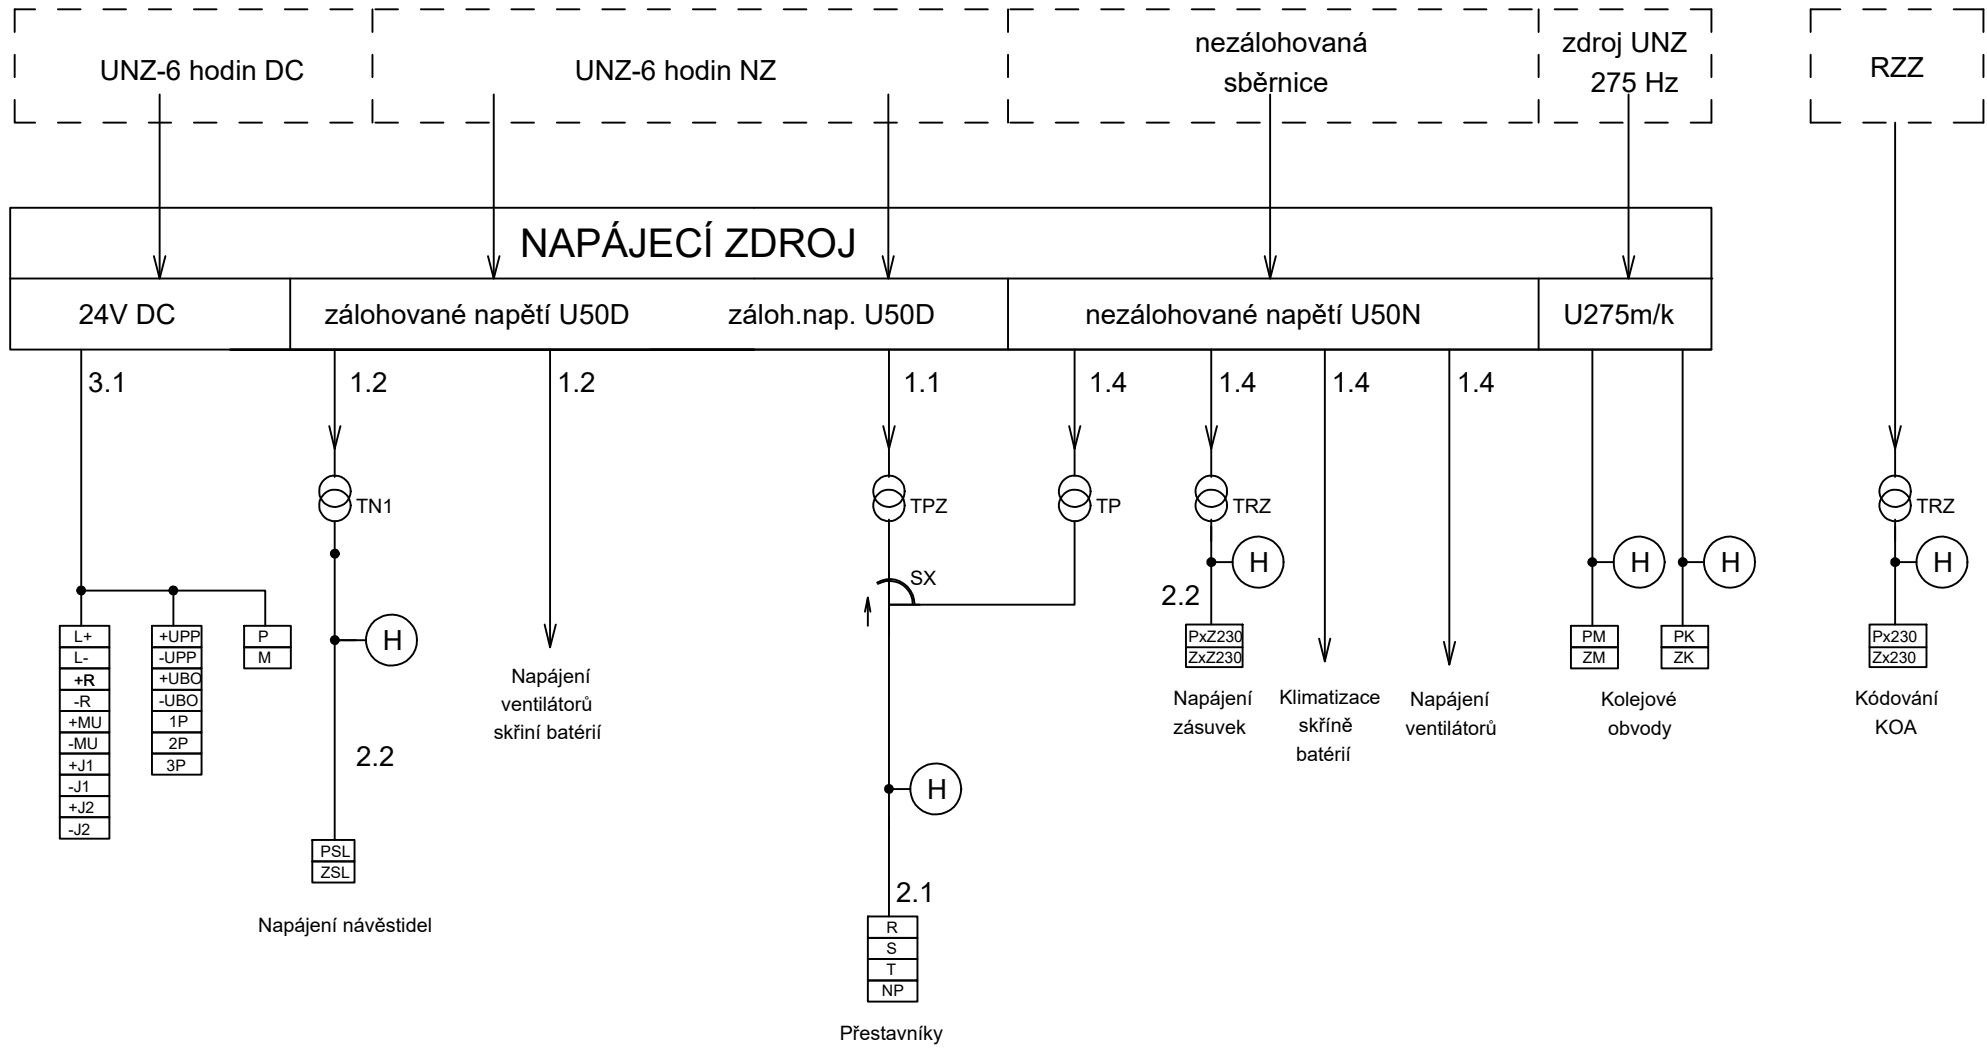 UNZ-6 hodin DC
UNZ-6 hodin NZ
nezálohovaná
sběrnice
zdroj UNZ
275 Hz
RZZ
NAPÁJECÍ ZDROJ
24V DC
zálohované napětí U50D
záloh.nap. U50D
nezálohované napětí U50N
U275m/k
3.1
1.2
1.2
1.1
1.4
1.4
1.4
1.4
TN1
TPZ
TP
TRZ
TRZ
H
H
H
H
SX
2.2
L+
L-
+R
-R
+MU
-MU
+J1
-J1
+J2
-J2
+UPP
-UPP
+UBO
-UBO
1P
2P
3P
P
M
H
2.2
PSL
ZSL
Napájení návěstidel
Napájení
ventilátorů
skřiní batérií
H
2.1
R
S
T
NP
Přestavníky
PxZ230
ZxZ230
Napájení
zásuvek
Klimatizace
skříně
batérií
Napájení
ventilátorů
PM
ZM
PK
ZK
Kolejové
obvody
Px230
Zx230
Kódování
KOA